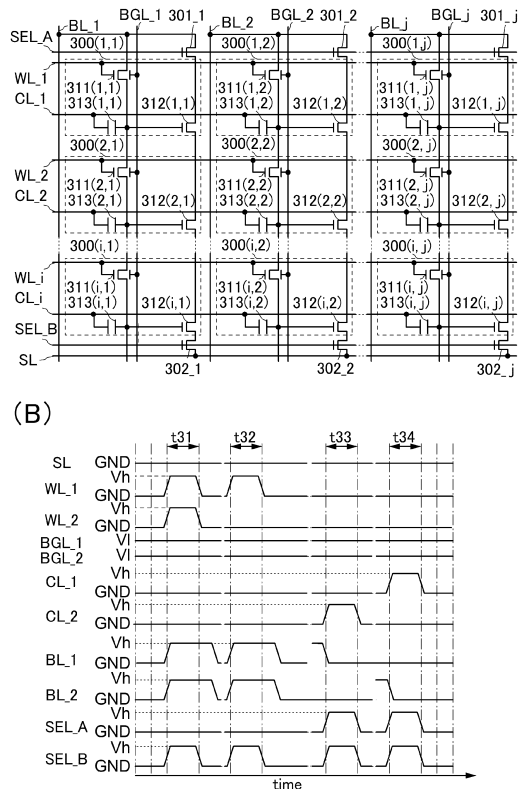 BL_1 BGL_1 301_1 BL_2 BGL_2 301_2 BL_j BGL_j 301_j
SEL_A
300(1,1) 300(1,2) 300(1,j)
WL_1
311(1,1) 311(1,2) 311(1,j)
CL_1
313(1,1) 312(1,1) 313(1,2) 312(1,2) 313(1,j) 312(1,j)
300(2,1) 300(2,2) 300(2,j)
WL_2
311(2,1) 311(2,2) 311(2,j)
CL_2
313(2,1) 312(2,1) 313(2,2) 312(2,2) 313(2,j) 312(2,j)
300(i,1) 300(i,2) 300(i,j)
WL_i
311(i,1) 311(i,2) 311(i,j)
CL_i
313(i,1) 312(i,1) 313(i,2) 312(i,2) 313(i,j) 312(i,j)
SEL_B
SL
302_1 302_2 302_j
(B)
t31 t32 t33 t34
SL GND
Vh
WL_1 GND
Vh
WL_2 GND
BGL_1 Vl
BGL_2 Vl
Vh
CL_1 GND
Vh
CL_2 GND
Vh
BL_1 GND
Vh
BL_2 GND
Vh
SEL_A GND
Vh
SEL_B GND
time